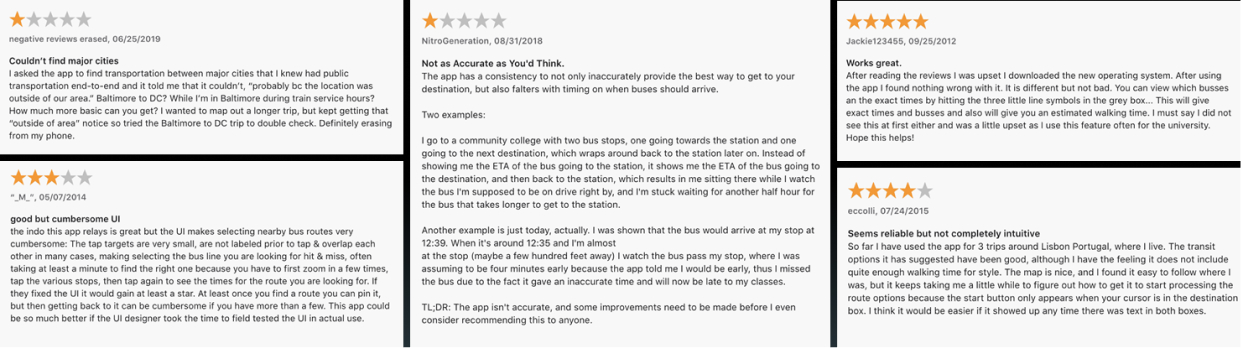 negative reviews erased, 06/25/2019
Couldn't find major cities
I asked the app to find transportation between major cities that I knew had public
transportation end-to-end and it told me that it couldn't, "probably bc the location was
outside of our area." Baltimore to DC? While I'm in Baltimore during train service hours?
How much more basic can you get? I wanted to map out a longer trip, but kept getting that
"outside of area" notice so tried the Baltimore to DC trip to double check. Definitely erasing
from my phone.
"_M_", 05/07/2014
good but cumbersome UI
the indo this app relays is great but the UI makes selecting nearby bus routes very
cumbersome: The tap targets are very small, are not labeled prior to tap & overlap each
other in many cases, making selecting the bus line you are looking for hit & miss, often
taking at least a minute to find the right one because you have to first zoom in a few times,
tap the various stops, then tap again to see the times for the route you are looking for. If
they fixed the UI it would gain at least a star. At least once you find a route you can pin it,
but then getting back to it can be cumbersome if you have more than a few. This app could
be so much better if the UI designer took the time to field tested the UI in actual use.
NitroGeneration, 08/31/2018
Not as Accurate as You'd Think.
The app has a consistency to not only inaccurately provide the best way to get to your
destination, but also falters with timing on when buses should arrive.
Two examples:
I go to a community college with two bus stops, one going towards the station and one
going to the next destination, which wraps around back to the station later on. Instead of
showing me the ETA of the bus going to the station, it shows me the ETA of the bus going to
the destination, and then back to the station, which results in me sitting there while I watch
the bus I'm supposed to be on drive right by, and I'm stuck waiting for another half hour for
the bus that takes longer to get to the station.
Another example is just today, actually. I was shown that the bus would arrive at my stop at
12:39. When it's around 12:35 and I'm almost
at the stop (maybe a few hundred feet away) I watch the bus pass my stop, where I was
assuming to be four minutes early because the app told me I would be early, thus I missed
the bus due to the fact it gave an inaccurate time and will now be late to my classes.
TL;DR: The app isn't accurate, and some improvements need to be made before I even
consider recommending this to anyone.
Jackie123455, 09/25/2012
Works great.
After reading the reviews I was upset I downloaded the new operating system. After using
the app I found nothing wrong with it. It is different but not bad. You can view which busses
an the exact times by hitting the three little line symbols in the grey box... This will give
exact times and busses and also will give you an estimated walking time. I must say I did not
see this at first either and was a little upset as I use this feature often for the university.
Hope this helps!
eccolli, 07/24/2015
Seems reliable but not completely intuitive
So far I have used the app for 3 trips around Lisbon Portugal, where I live. The transit
options it has suggested have been good, although I have the feeling it does not include
quite enough walking time for style. The map is nice, and I found it easy to follow where I
was, but it keeps taking me a little while to figure out how to get it to start processing the
route options because the start button only appears when your cursor is in the destination
box. I think it would be easier if it showed up any time there was text in both boxes.